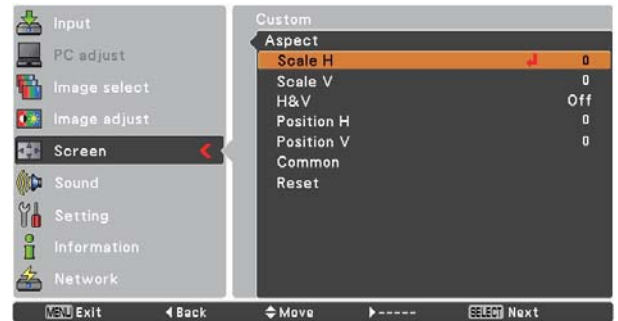 Input
PC adjust
Image select
Image adjust
Screen
Sound
Setting
Information
Network
Custom
Aspect
Scale H 0
Scale V 0
H&V Off
Position H 0
Position V 0
Common
Reset
MENU Exit Back Move ----- SELECT Next